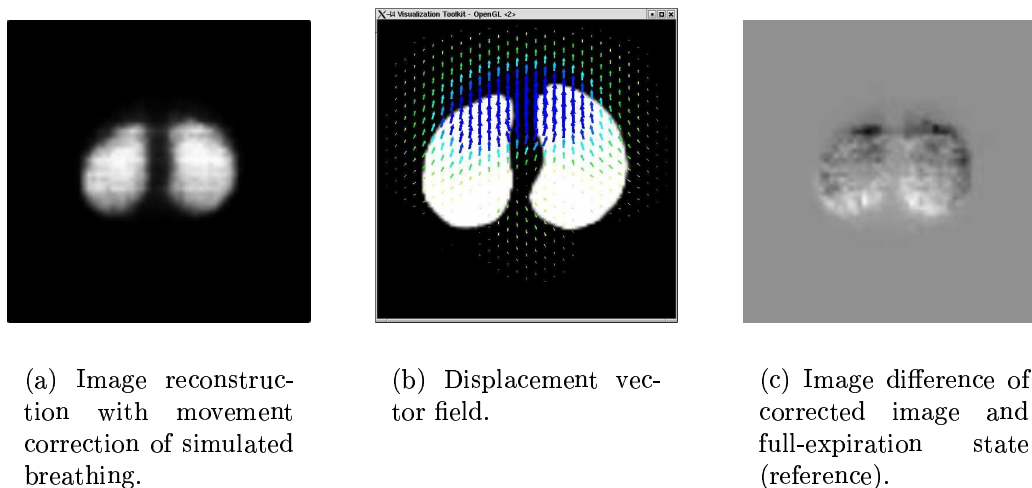 Visualization Toolkit - OpenGL <2>
(a) Image reconstruc-
tion with movement
correction of simulated
breathing.
(b) Displacement vec-
tor field.
(c) Image difference of
corrected image and
full-expiration state
(reference).